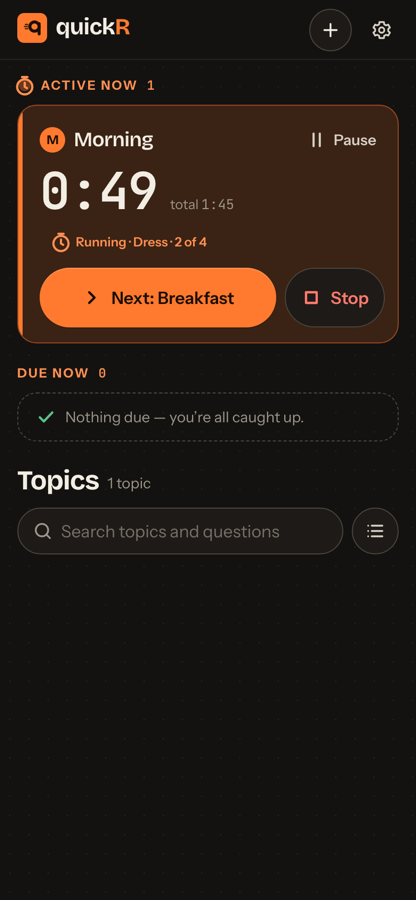 quickR
ACTIVE NOW 1
M Morning
Pause
0:49 total 1:45
Running · Dress · 2 of 4
Next: Breakfast
Stop
DUE NOW 0
Nothing due — you're all caught up.
Topics 1 topic
Search topics and questions